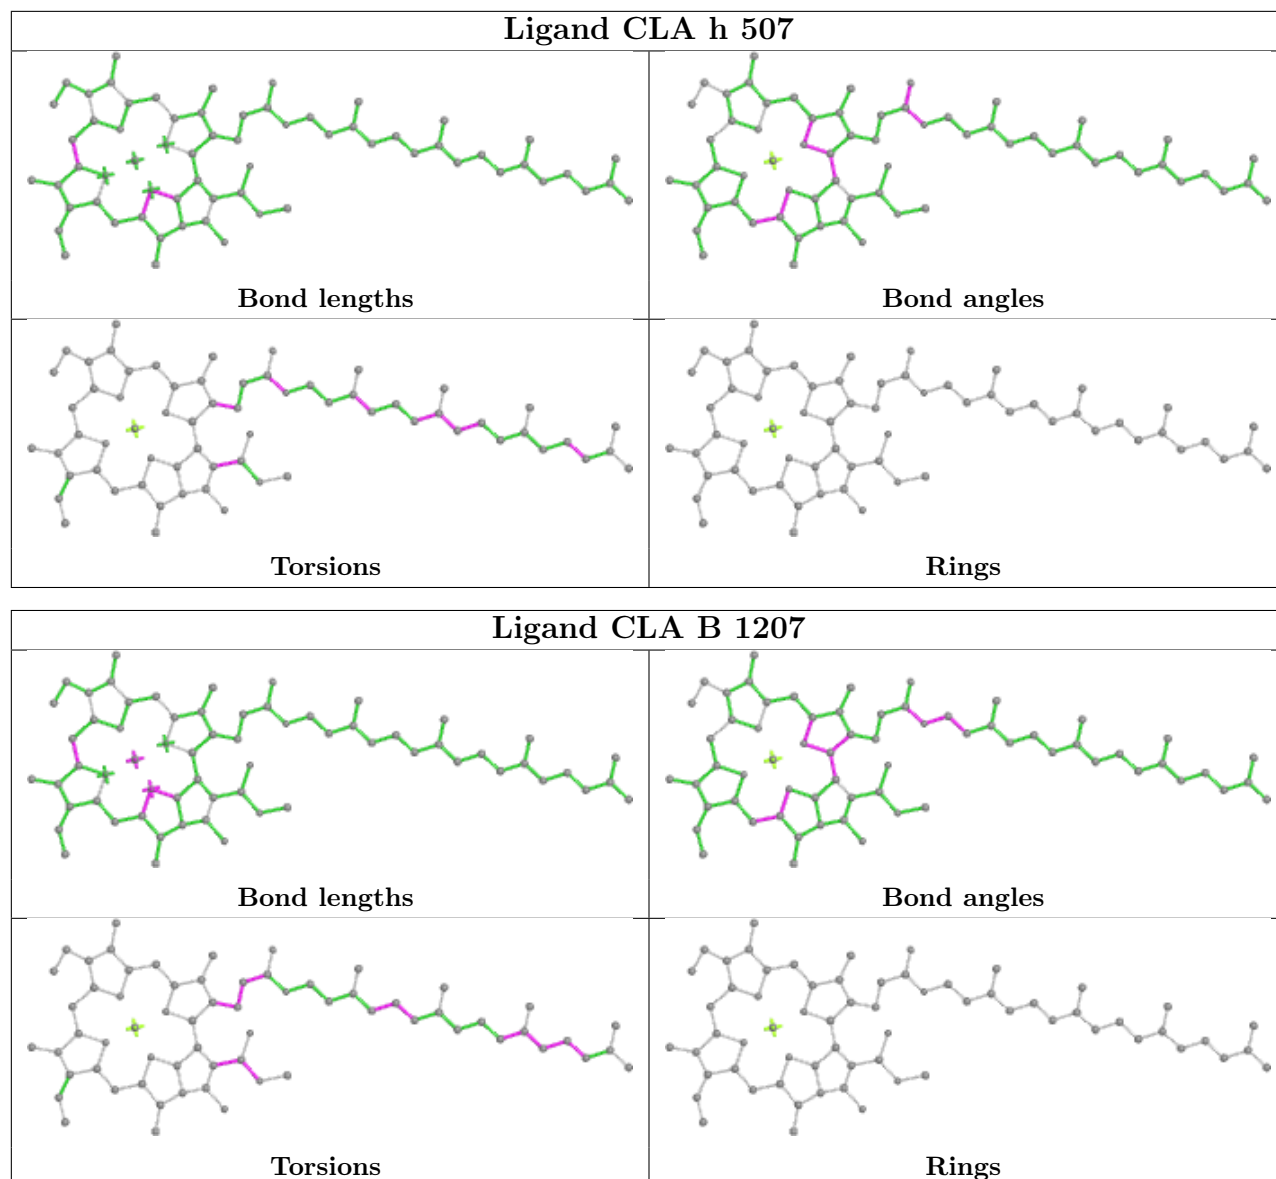 Ligand CLA h 507
Bond lengths
Bond angles
Torsions
Rings
Ligand CLA B 1207
Bond lengths
Bond angles
Torsions
Rings